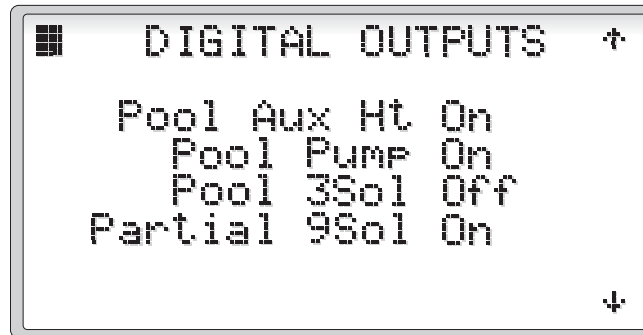 DIGITAL OUTPUTS
Pool Aux Ht On
Pool Pump On
Pool 3Sol Off
Partial 9Sol On